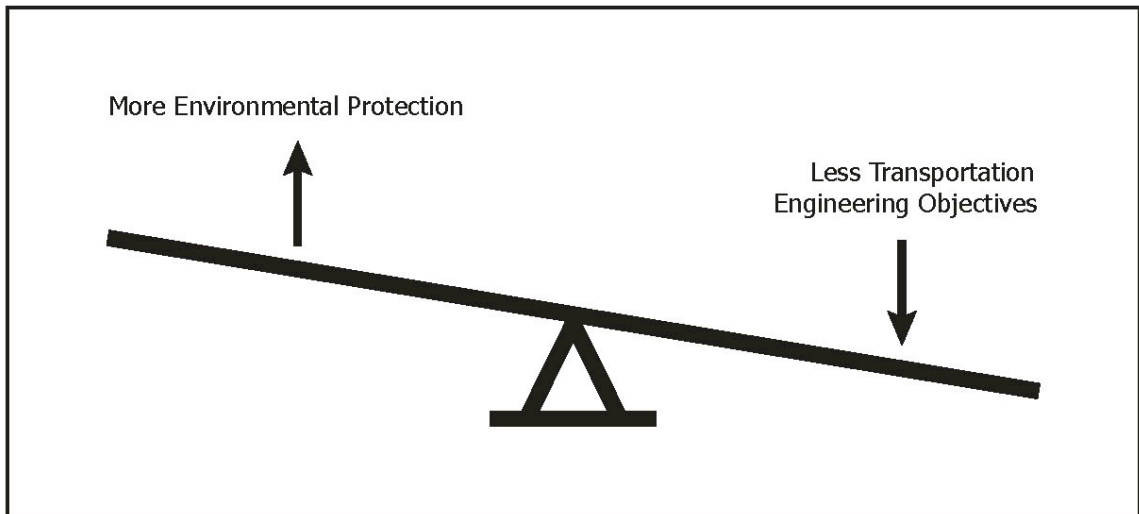 More Environmental Protection
Less Transportation
Engineering Objectives